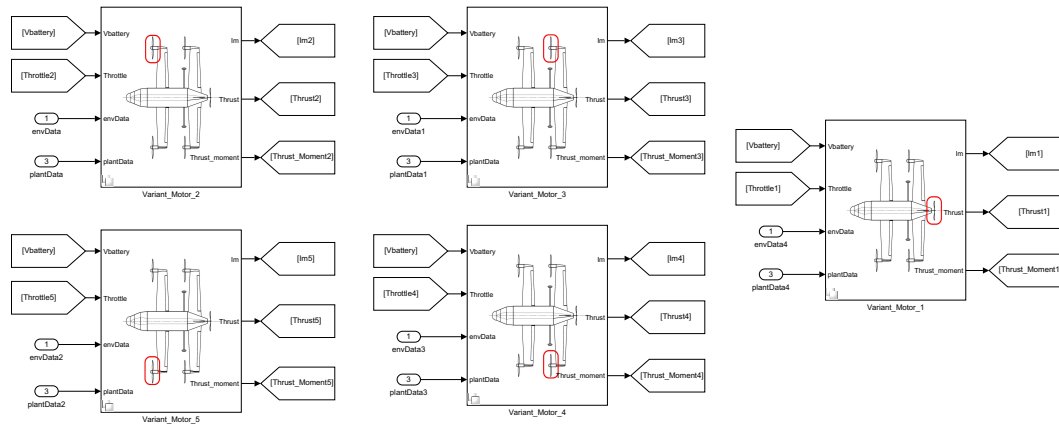 [Vbattery]
[Throttle2]
1
envData
3
plantData
Vbattery
Throttle
envData
plantData
Im
Thrust
Thrust_moment
[Im2]
[Thrust2]
[Thrust_Moment2]
Variant_Motor_2
[Vbattery]
[Throttle3]
1
envData1
3
plantData1
Vbattery
Throttle
envData
plantData
Im
Thrust
Thrust_moment
[Im3]
[Thrust3]
[Thrust_Moment3]
Variant_Motor_3
[Vbattery]
[Throttle1]
1
envData4
3
plantData4
Vbattery
Throttle
envData
plantData
Im
Thrust
Thrust_moment
[Im1]
[Thrust1]
[Thrust_Moment1]
Variant_Motor_1
[Vbattery]
[Throttle5]
1
envData2
3
plantData2
Vbattery
Throttle
envData
plantData
Im
Thrust
Thrust_moment
[Im5]
[Thrust5]
[Thrust_Moment5]
Variant_Motor_5
[Vbattery]
[Throttle4]
1
envData3
3
plantData3
Vbattery
Throttle
envData
plantData
Im
Thrust
Thrust_moment
[Im4]
[Thrust4]
[Thrust_Moment4]
Variant_Motor_4